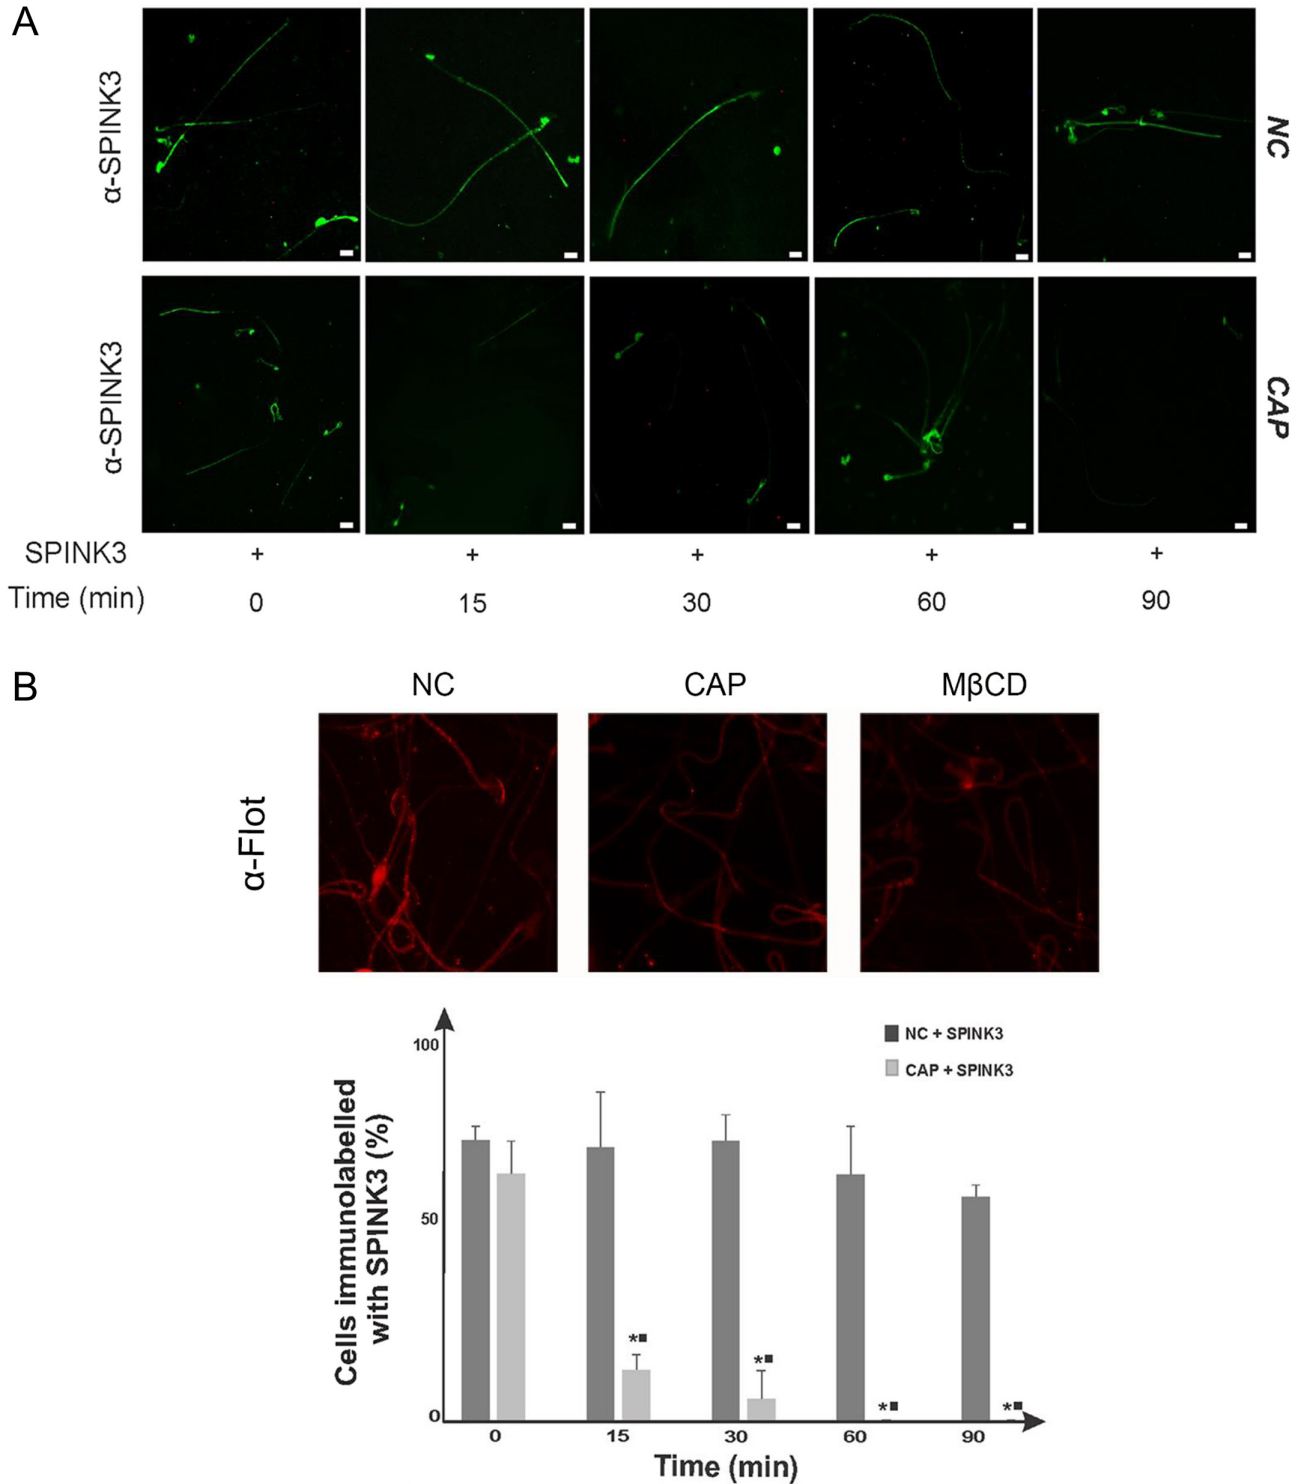 A
α-SPINK3
NC
α-SPINK3
CAP
SPINK3 + + + + +
Time (min) 0 15 30 60 90
B
NC CAP MβCD
α-Flot
NC + SPINK3
CAP + SPINK3
Cells immunolabelled
with SPINK3 (%)
100
50
0
*■ *■ *■ *■
0 15 30 60 90
Time (min)